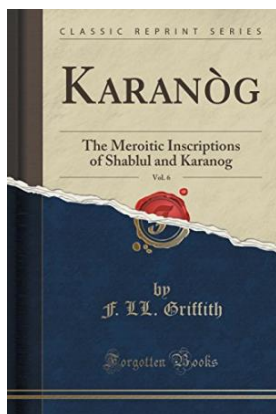 CLASSIC REPRINT SERIES
KARANÒG
The Meroitic Inscriptions
of Shablul and Karanog
Vol. 6
by
F. LL. Griffith
Forgotten Books